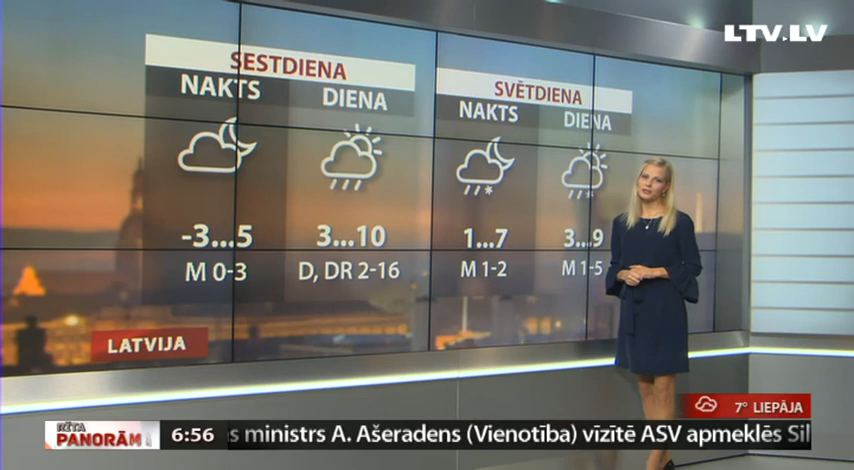 LTV.LV
SESTDIENA
NAKTS DIENA
-3...5 3...10
M 0-3 D, DR 2-16
SVĒTDIENA
NAKTS DIENA
1...7 3...9
M 1-2 M 1-5
LATVIJA
7° LIEPĀJA
RĪTA
PANORĀM
6:56 ministrs A. Ašeradens (Vienotība) vizītē ASV apmeklēs